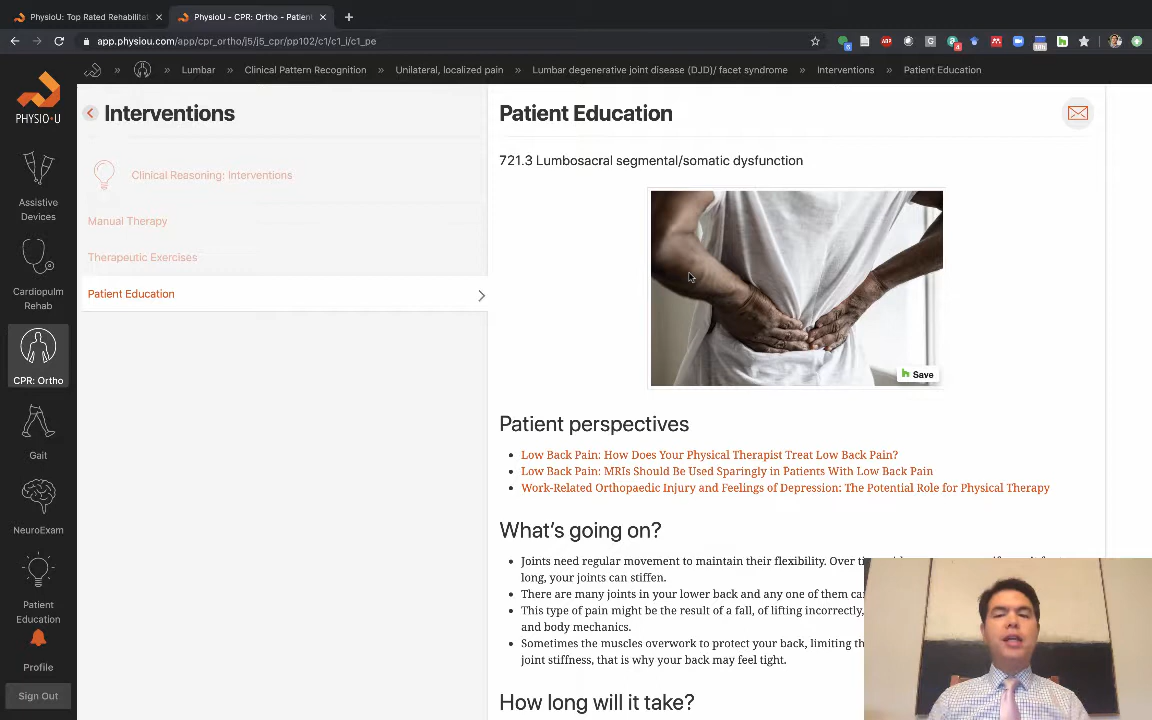 PhysioU: Top Rated Rehabilitat
PhysioU - CPR: Ortho - Patient
app.physiou.com/app/cpr_ortho/j5/j5_cpr/pp102/c1/c1_i/c1_pe
» Lumbar » Clinical Pattern Recognition » Unilateral, localized pain » Lumbar degenerative joint disease (DJD)/ facet syndrome » Interventions » Patient Education
PHYSIO U
Assistive
Devices
Cardiopulm
Rehab
CPR: Ortho
Gait
NeuroExam
Patient
Education
Profile
Sign Out
Interventions
Clinical Reasoning: Interventions
Manual Therapy
Therapeutic Exercises
Patient Education
Patient Education
721.3 Lumbosacral segmental/somatic dysfunction
Save
Patient perspectives
Low Back Pain: How Does Your Physical Therapist Treat Low Back Pain?
Low Back Pain: MRIs Should Be Used Sparingly in Patients With Low Back Pain
Work-Related Orthopaedic Injury and Feelings of Depression: The Potential Role for Physical Therapy
What's going on?
Joints need regular movement to maintain their flexibility. Over
long, your joints can stiffen.
There are many joints in your lower back and any one of them
This type of pain might be the result of a fall, of lifting incorrectly,
and body mechanics.
Sometimes the muscles overwork to protect your back, limiting
joint stiffness, that is why your back may feel tight.
How long will it take?